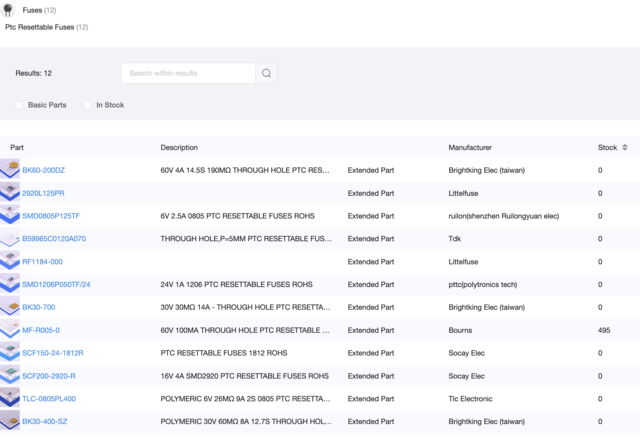 Fuses (12)
Ptc Resettable Fuses (12)
Results: 12 Search within results
Basic Parts In Stock
Part Description Manufacturer Stock
BK60-200DZ 60V 4A 14.5S 190MΩ THROUGH HOLE PTC RES... Extended Part Brightking Elec (taiwan) 0
2920L125PR Extended Part Littelfuse 0
SMD0805P125TF 6V 2.5A 0805 PTC RESETTABLE FUSES ROHS Extended Part ruilon(shenzhen Ruilongyuan elec) 0
B59965C0120A070 THROUGH HOLE,P=5MM PTC RESETTABLE FUS... Extended Part Tdk 0
RF1184-000 Extended Part Littelfuse 0
SMD1206P050TF/24 24V 1A 1206 PTC RESETTABLE FUSES ROHS Extended Part pttc(polytronics tech) 0
BK30-700 30V 30MΩ 14A - THROUGH HOLE PTC RESETTA... Extended Part Brightking Elec (taiwan) 0
MF-R005-0 60V 100MA THROUGH HOLE PTC RESETTABLE ... Extended Part Bourns 495
SCF150-24-1812R PTC RESETTABLE FUSES 1812 ROHS Extended Part Socay Elec 0
SCF200-2920-R 16V 4A SMD2920 PTC RESETTABLE FUSES ROHS Extended Part Socay Elec 0
TLC-0805PL400 POLYMERIC 6V 26MΩ 9A 2S 0805 PTC RESETTA... Extended Part Tlc Electronic 0
BK30-400-SZ POLYMERIC 30V 60MΩ 8A 12.7S THROUGH HOL... Extended Part Brightking Elec (taiwan) 0